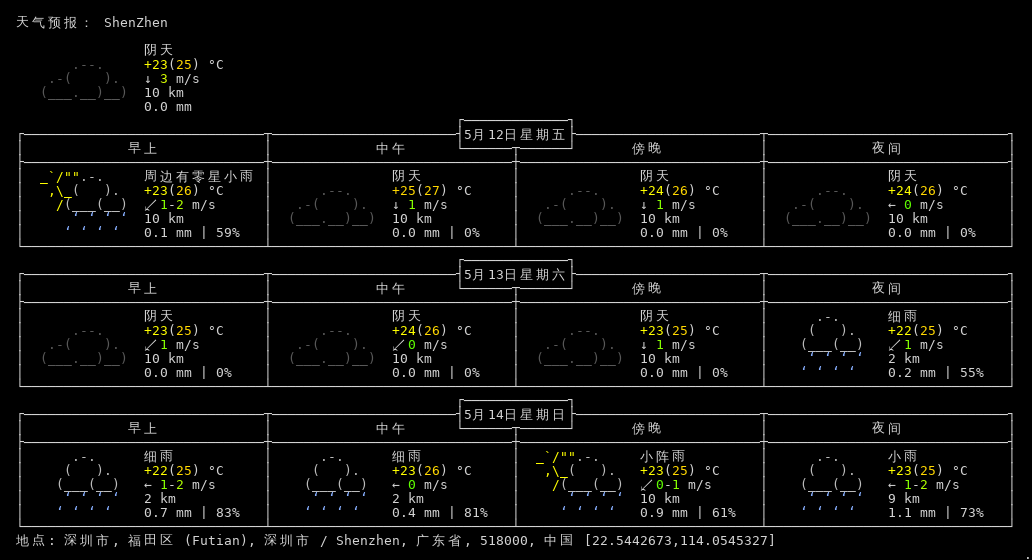 天气预报： ShenZhen
阴天
+23(25) °C
↓ 3 m/s
10 km
0.0 mm
5月12日星期五
早上 中午 傍晚 夜间
周边有零星小雨 阴天 阴天 阴天
+23(26) °C +25(27) °C +24(26) °C +24(26) °C
↙ 1-2 m/s ↓ 1 m/s ↓ 1 m/s ← 0 m/s
10 km 10 km 10 km 10 km
0.1 mm | 59% 0.0 mm | 0% 0.0 mm | 0% 0.0 mm | 0%
5月13日星期六
早上 中午 傍晚 夜间
阴天 阴天 阴天 细雨
+23(25) °C +24(26) °C +23(25) °C +22(25) °C
↙ 1 m/s ↙ 0 m/s ↓ 1 m/s ↙ 1 m/s
10 km 10 km 10 km 2 km
0.0 mm | 0% 0.0 mm | 0% 0.0 mm | 0% 0.2 mm | 55%
5月14日星期日
早上 中午 傍晚 夜间
细雨 细雨 小阵雨 小雨
+22(25) °C +23(26) °C +23(25) °C +23(25) °C
← 1-2 m/s ← 0 m/s ↙ 0-1 m/s ← 1-2 m/s
2 km 2 km 10 km 9 km
0.7 mm | 83% 0.4 mm | 81% 0.9 mm | 61% 1.1 mm | 73%
地点: 深圳市, 福田区 (Futian), 深圳市 / Shenzhen, 广东省, 518000, 中国 [22.5442673,114.0545327]